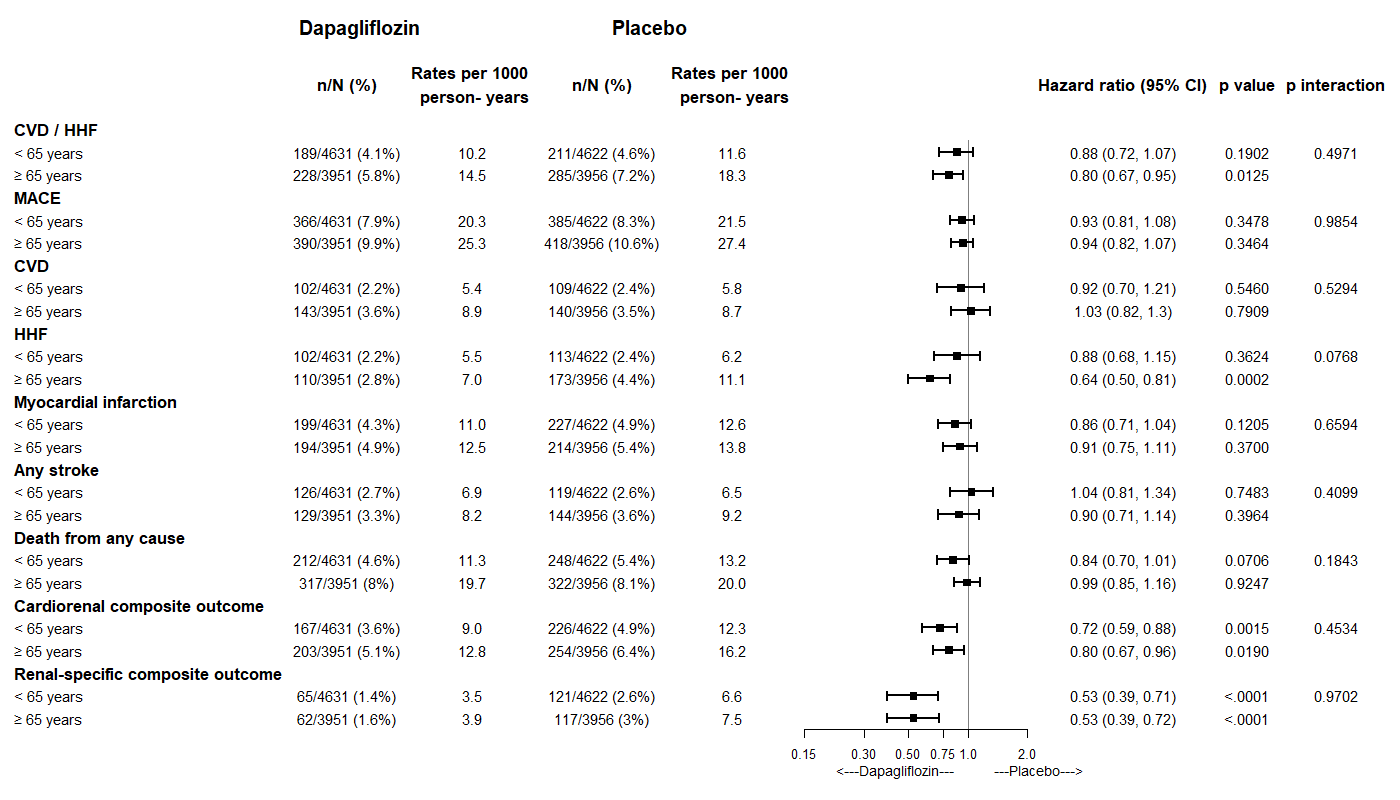 Dapagliflozin Placebo
n/N (%) Rates per 1000 person- years n/N (%) Rates per 1000 person- years Hazard ratio (95% CI) p value p interaction
CVD / HHF
< 65 years 189/4631 (4.1%) 10.2 211/4622 (4.6%) 11.6 0.88 (0.72, 1.07) 0.1902 0.4971
≥ 65 years 228/3951 (5.8%) 14.5 285/3956 (7.2%) 18.3 0.80 (0.67, 0.95) 0.0125
MACE
< 65 years 366/4631 (7.9%) 20.3 385/4622 (8.3%) 21.5 0.93 (0.81, 1.08) 0.3478 0.9854
≥ 65 years 390/3951 (9.9%) 25.3 418/3956 (10.6%) 27.4 0.94 (0.82, 1.07) 0.3464
CVD
< 65 years 102/4631 (2.2%) 5.4 109/4622 (2.4%) 5.8 0.92 (0.70, 1.21) 0.5460 0.5294
≥ 65 years 143/3951 (3.6%) 8.9 140/3956 (3.5%) 8.7 1.03 (0.82, 1.3) 0.7909
HHF
< 65 years 102/4631 (2.2%) 5.5 113/4622 (2.4%) 6.2 0.88 (0.68, 1.15) 0.3624 0.0768
≥ 65 years 110/3951 (2.8%) 7.0 173/3956 (4.4%) 11.1 0.64 (0.50, 0.81) 0.0002
Myocardial infarction
< 65 years 199/4631 (4.3%) 11.0 227/4622 (4.9%) 12.6 0.86 (0.71, 1.04) 0.1205 0.6594
≥ 65 years 194/3951 (4.9%) 12.5 214/3956 (5.4%) 13.8 0.91 (0.75, 1.11) 0.3700
Any stroke
< 65 years 126/4631 (2.7%) 6.9 119/4622 (2.6%) 6.5 1.04 (0.81, 1.34) 0.7483 0.4099
≥ 65 years 129/3951 (3.3%) 8.2 144/3956 (3.6%) 9.2 0.90 (0.71, 1.14) 0.3964
Death from any cause
< 65 years 212/4631 (4.6%) 11.3 248/4622 (5.4%) 13.2 0.84 (0.70, 1.01) 0.0706 0.1843
≥ 65 years 317/3951 (8%) 19.7 322/3956 (8.1%) 20.0 0.99 (0.85, 1.16) 0.9247
Cardiorenal composite outcome
< 65 years 167/4631 (3.6%) 9.0 226/4622 (4.9%) 12.3 0.72 (0.59, 0.88) 0.0015 0.4534
≥ 65 years 203/3951 (5.1%) 12.8 254/3956 (6.4%) 16.2 0.80 (0.67, 0.96) 0.0190
Renal-specific composite outcome
< 65 years 65/4631 (1.4%) 3.5 121/4622 (2.6%) 6.6 0.53 (0.39, 0.71) <.0001 0.9702
≥ 65 years 62/3951 (1.6%) 3.9 117/3956 (3%) 7.5 0.53 (0.39, 0.72) <.0001
0.15 0.30 0.50 0.75 1.0 2.0
<---Dapagliflozin--- ---Placebo--->